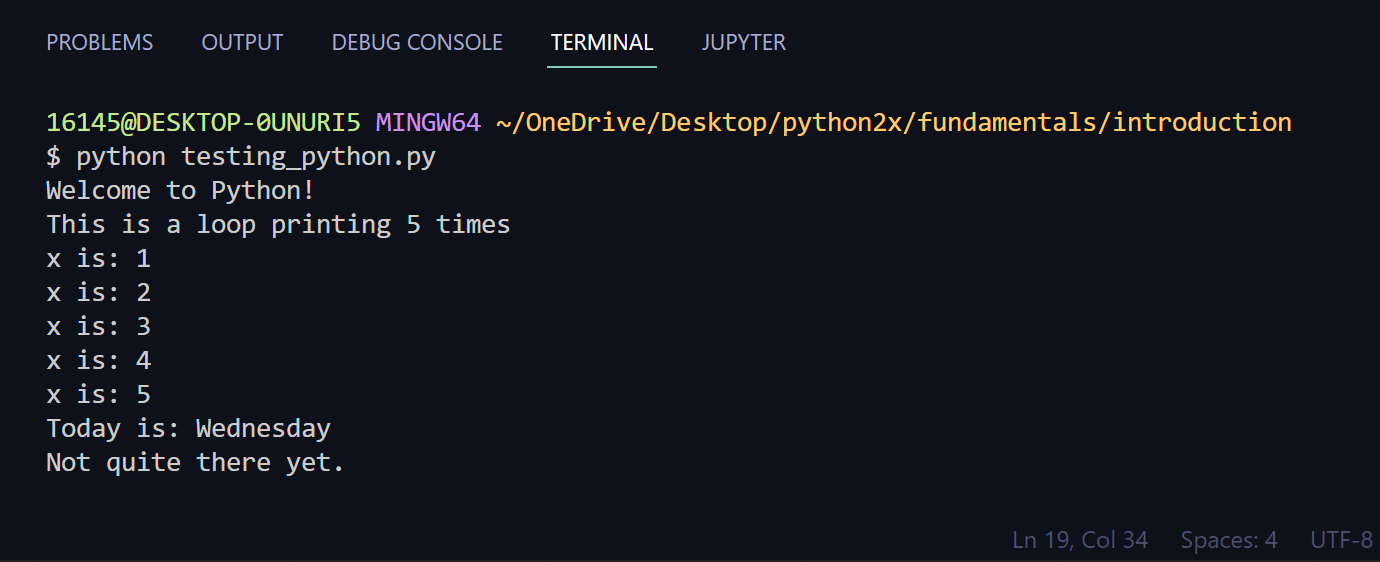 PROBLEMS OUTPUT DEBUG CONSOLE TERMINAL JUPYTER
16145@DESKTOP-0UNURI5 MINGW64 ~/OneDrive/Desktop/python2x/fundamentals/introduction
$ python testing_python.py
Welcome to Python!
This is a loop printing 5 times
x is: 1
x is: 2
x is: 3
x is: 4
x is: 5
Today is: Wednesday
Not quite there yet.
Ln 19, Col 34 Spaces: 4 UTF-8